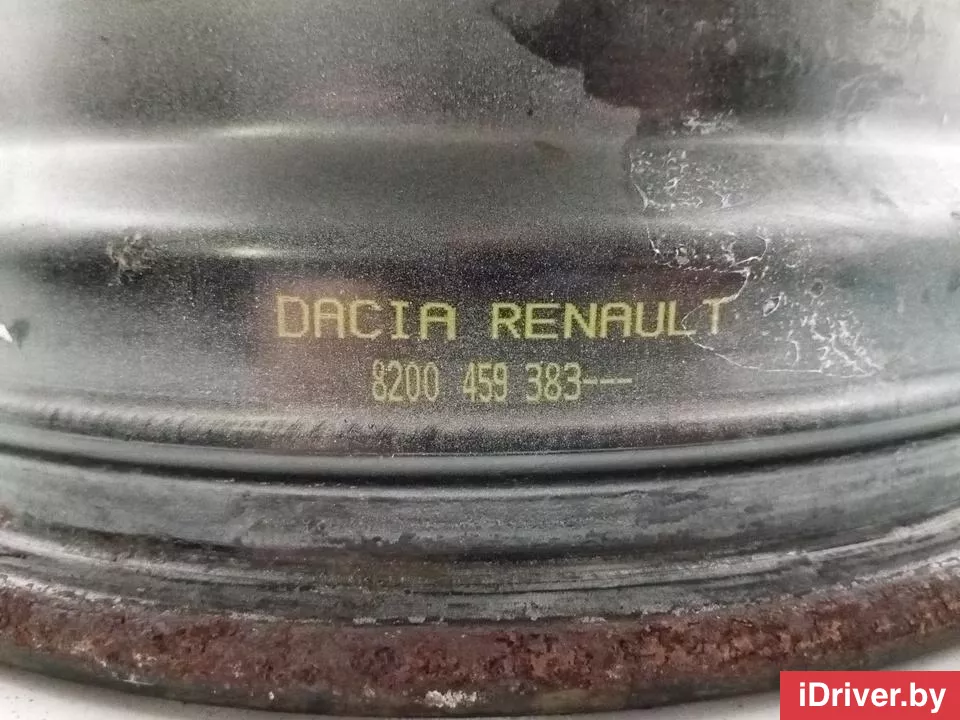 DACIA RENAULT
8200 459 383---
iDriver.by